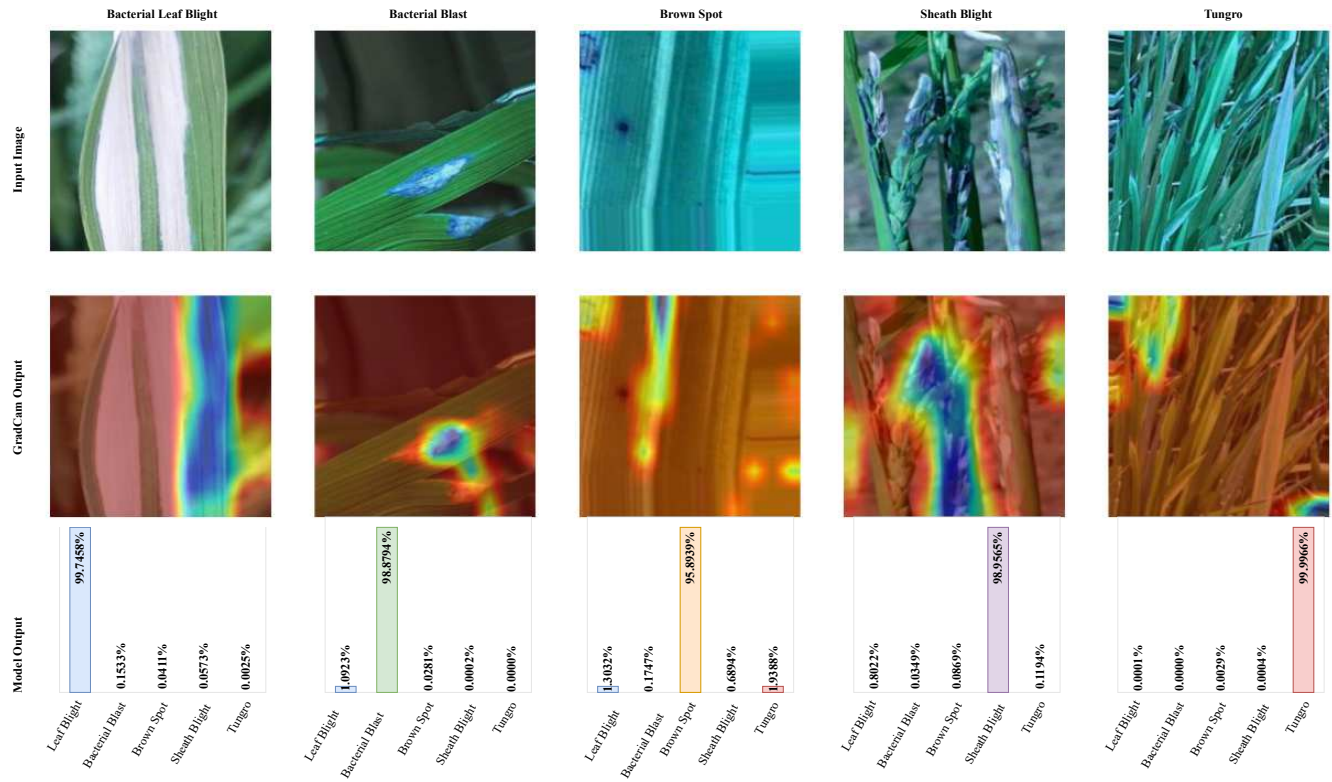 Bacterial Leaf Blight
Bacterial Blast
Brown Spot
Sheath Blight
Tungro
Input Image
GradCam Output
Model Output
99.7458%
0.1533%
0.0411%
0.0573%
0.0025%
Leaf Blight
Bacterial Blast
Brown Spot
Sheath Blight
Tungro
1.0923%
98.8794%
0.0281%
0.0002%
0.0000%
Leaf Blight
Bacterial Blast
Brown Spot
Sheath Blight
Tungro
1.3032%
0.1747%
95.8939%
0.6894%
1.9388%
Leaf Blight
Bacterial Blast
Brown Spot
Sheath Blight
Tungro
0.8022%
0.0349%
0.0869%
98.9565%
0.1194%
Leaf Blight
Bacterial Blast
Brown Spot
Sheath Blight
Tungro
0.0001%
0.0000%
0.0029%
0.0004%
99.9966%
Leaf Blight
Bacterial Blast
Brown Spot
Sheath Blight
Tungro